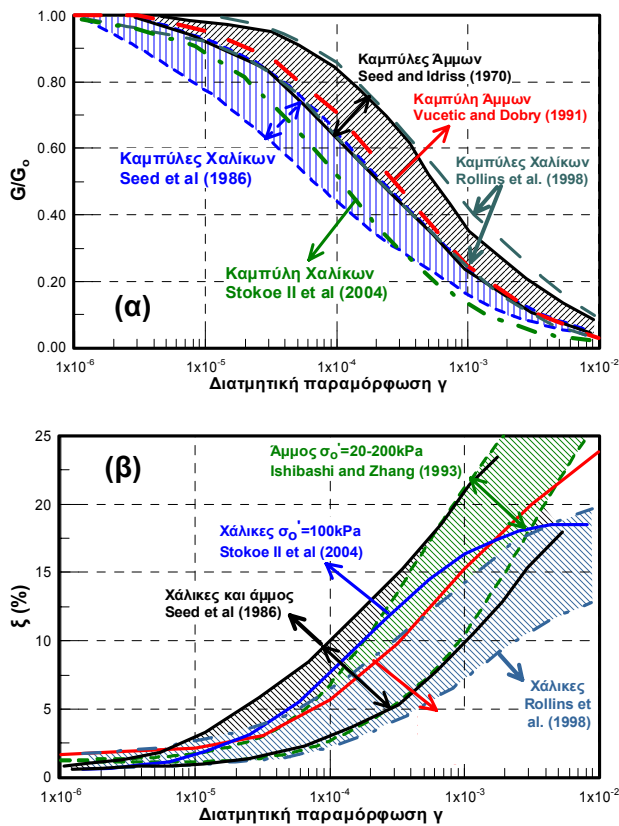 1.00
0.80
0.60
0.40
0.20
0.00
G/Gₒ
Καμπύλες Άμμων
Seed and Idriss (1970)
Καμπύλη Άμμων
Vucetic and Dobry
(1991)
Καμπύλες Χαλίκων
Seed et al (1986)
Καμπύλες Χαλίκων
Rollins et al. (1998)
Καμπύλη Χαλίκων
Stokoe II et al (2004)
(α)
1x10⁻⁶ 1x10⁻⁵ 1x10⁻⁴ 1x10⁻³ 1x10⁻²
Διατμητική παραμόρφωση γ
25
20
15
10
5
0
ξ (%)
(β)
Άμμος σₒ'=20-200kPa
Ishibashi and Zhang (1993)
Χάλικες σₒ'=100kPa
Stokoe II et al (2004)
Χάλικες και άμμος
Seed et al (1986)
Χάλικες
Rollins et
al. (1998)
1x10⁻⁶ 1x10⁻⁵ 1x10⁻⁴ 1x10⁻³ 1x10⁻²
Διατμητική παραμόρφωση γ